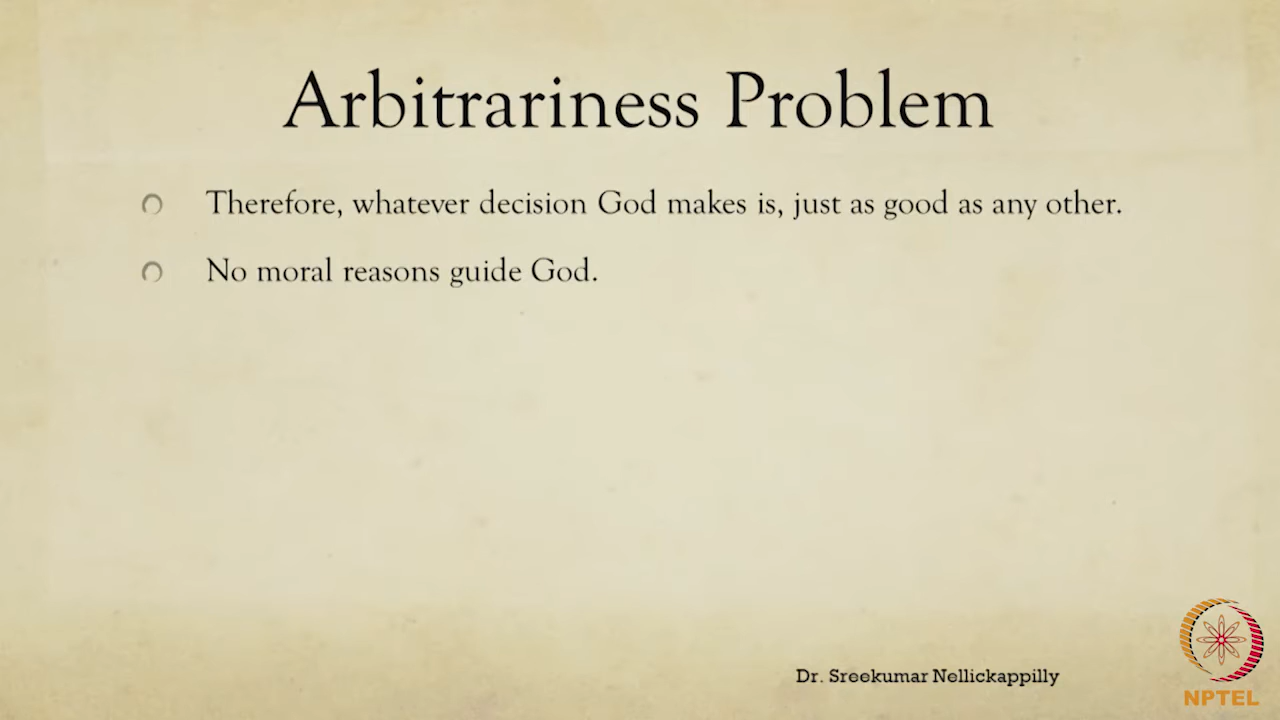 Arbitrariness Problem
Therefore, whatever decision God makes is, just as good as any other.
No moral reasons guide God.
Dr. Sreekumar Nellickappilly
NPTEL